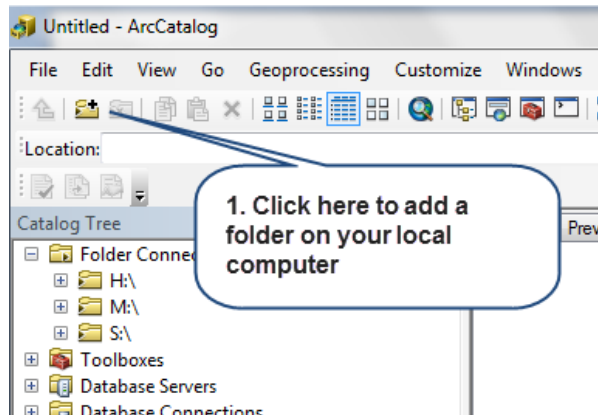 Untitled - ArcCatalog
File Edit View Go Geoprocessing Customize Windows
Location:
1. Click here to add a
folder on your local
computer
Catalog Tree
Prev
Folder Connec
H:\
M:\
S:\
Toolboxes
Database Servers
Database Connections